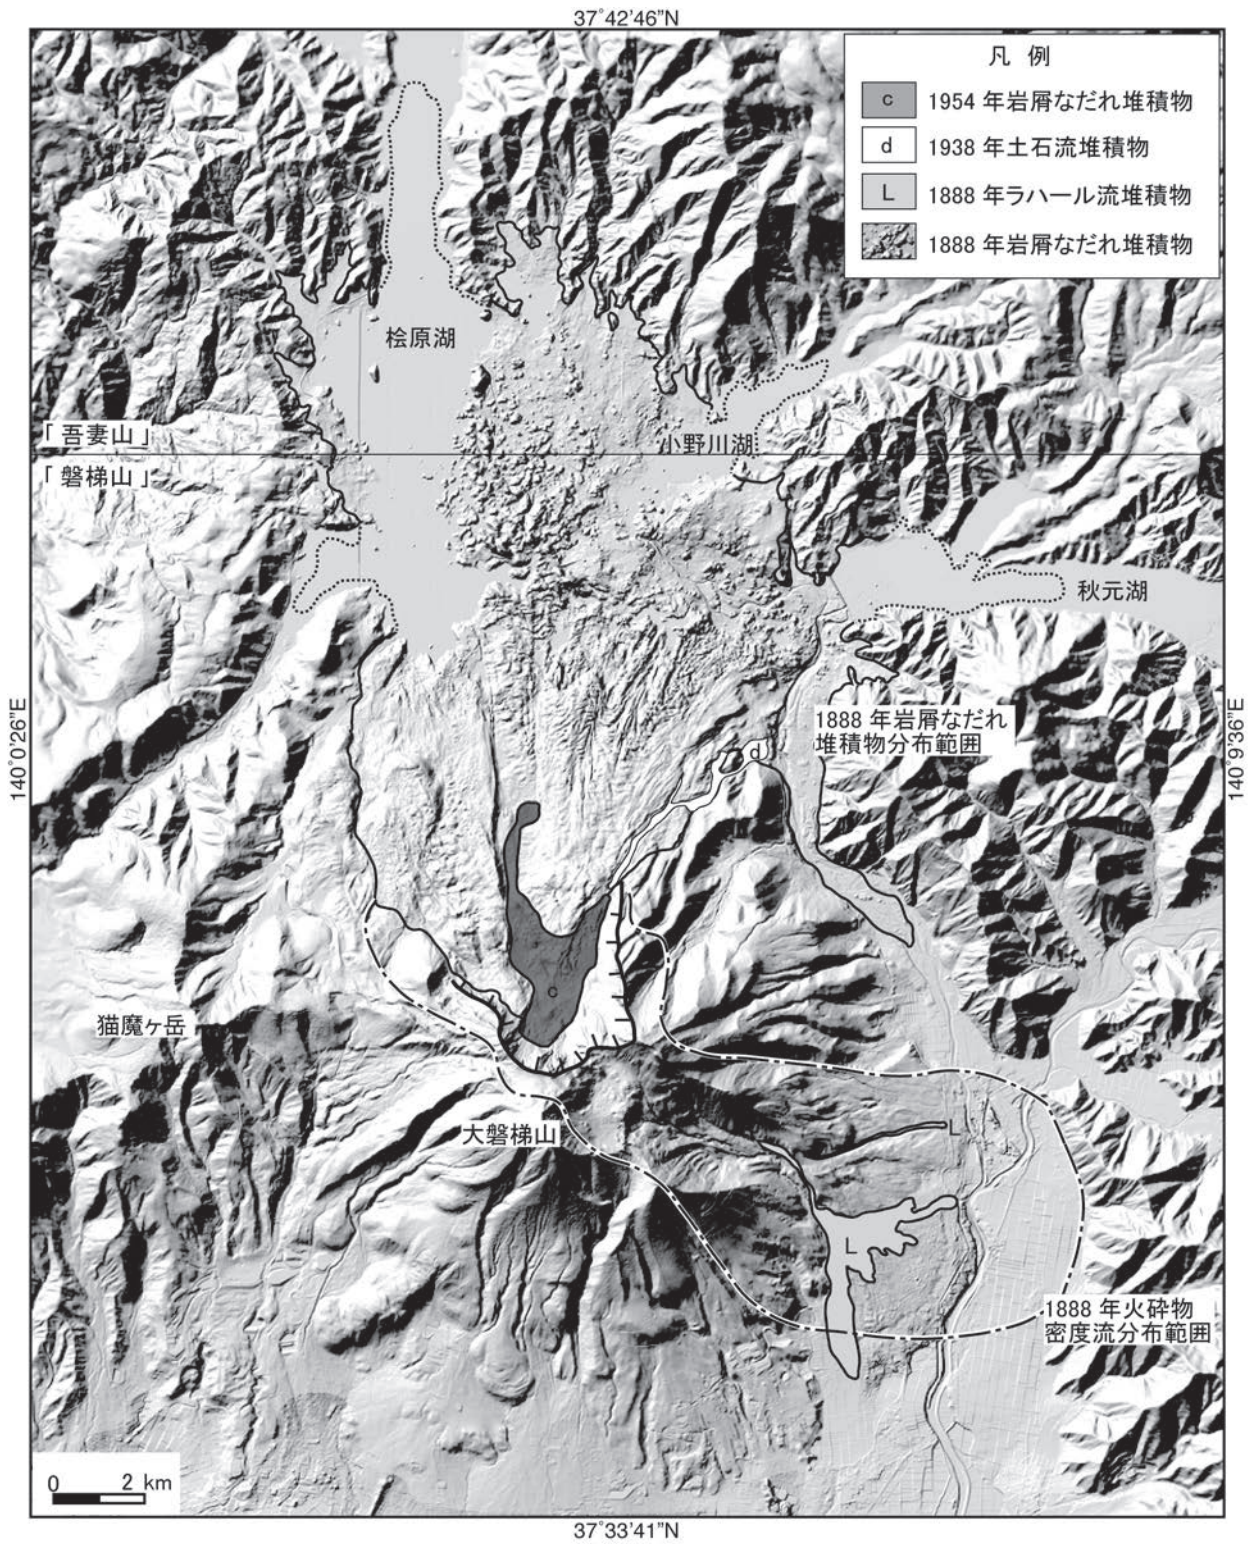 37°42'46"N
凡 例
c 1954 年岩屑なだれ堆積物
d 1938 年土石流堆積物
L 1888 年ラハール流堆積物
1888 年岩屑なだれ堆積物
桧原湖
「 吾妻山 」
小野川湖
「 磐梯山 」
秋元湖
140°0'26"E
1888 年岩屑なだれ
堆積物分布範囲
140°9'36"E
d
c
猫魔ヶ岳
大磐梯山
L
L
1888 年火砕物
密度流分布範囲
0 2 km
37°33'41"N